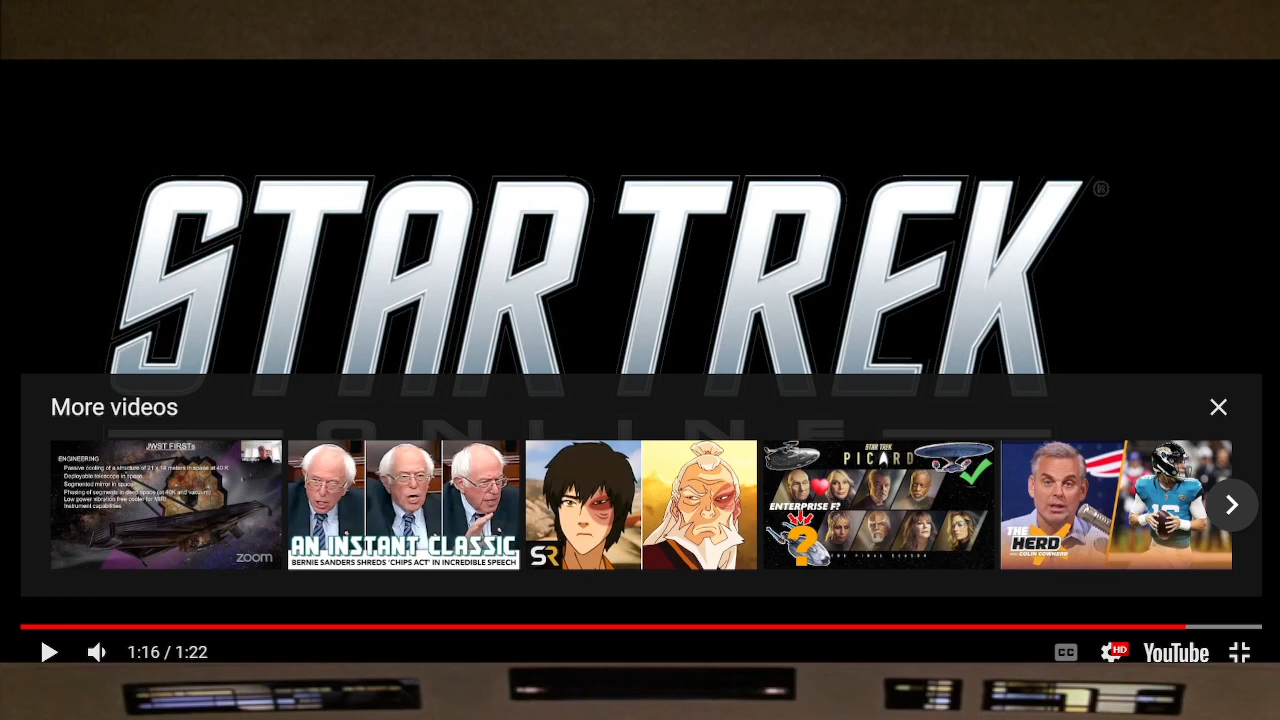 STAR TREK ®
ONLINE
More videos
JWST FIRSTs
ENGINEERING
Passive cooling of a structure of 21 x 14 meters in space at 40 K
Deployable telescope in space
Segmented mirror in space
Phasing of segments in deep space (at 40K and vacuum)
Low power vibration free cooler for MIRI
Instrument capabilities
zoom
AN INSTANT CLASSIC
BERNIE SANDERS SHREDS 'CHIPS ACT' IN INCREDIBLE SPEECH
SR
STAR TREK
PICARD
ENTERPRISE F?
?
THE FINAL SEASON
THE
HERD
WITH COLIN COWHERD
1:16 / 1:22
CC
HD
YouTube